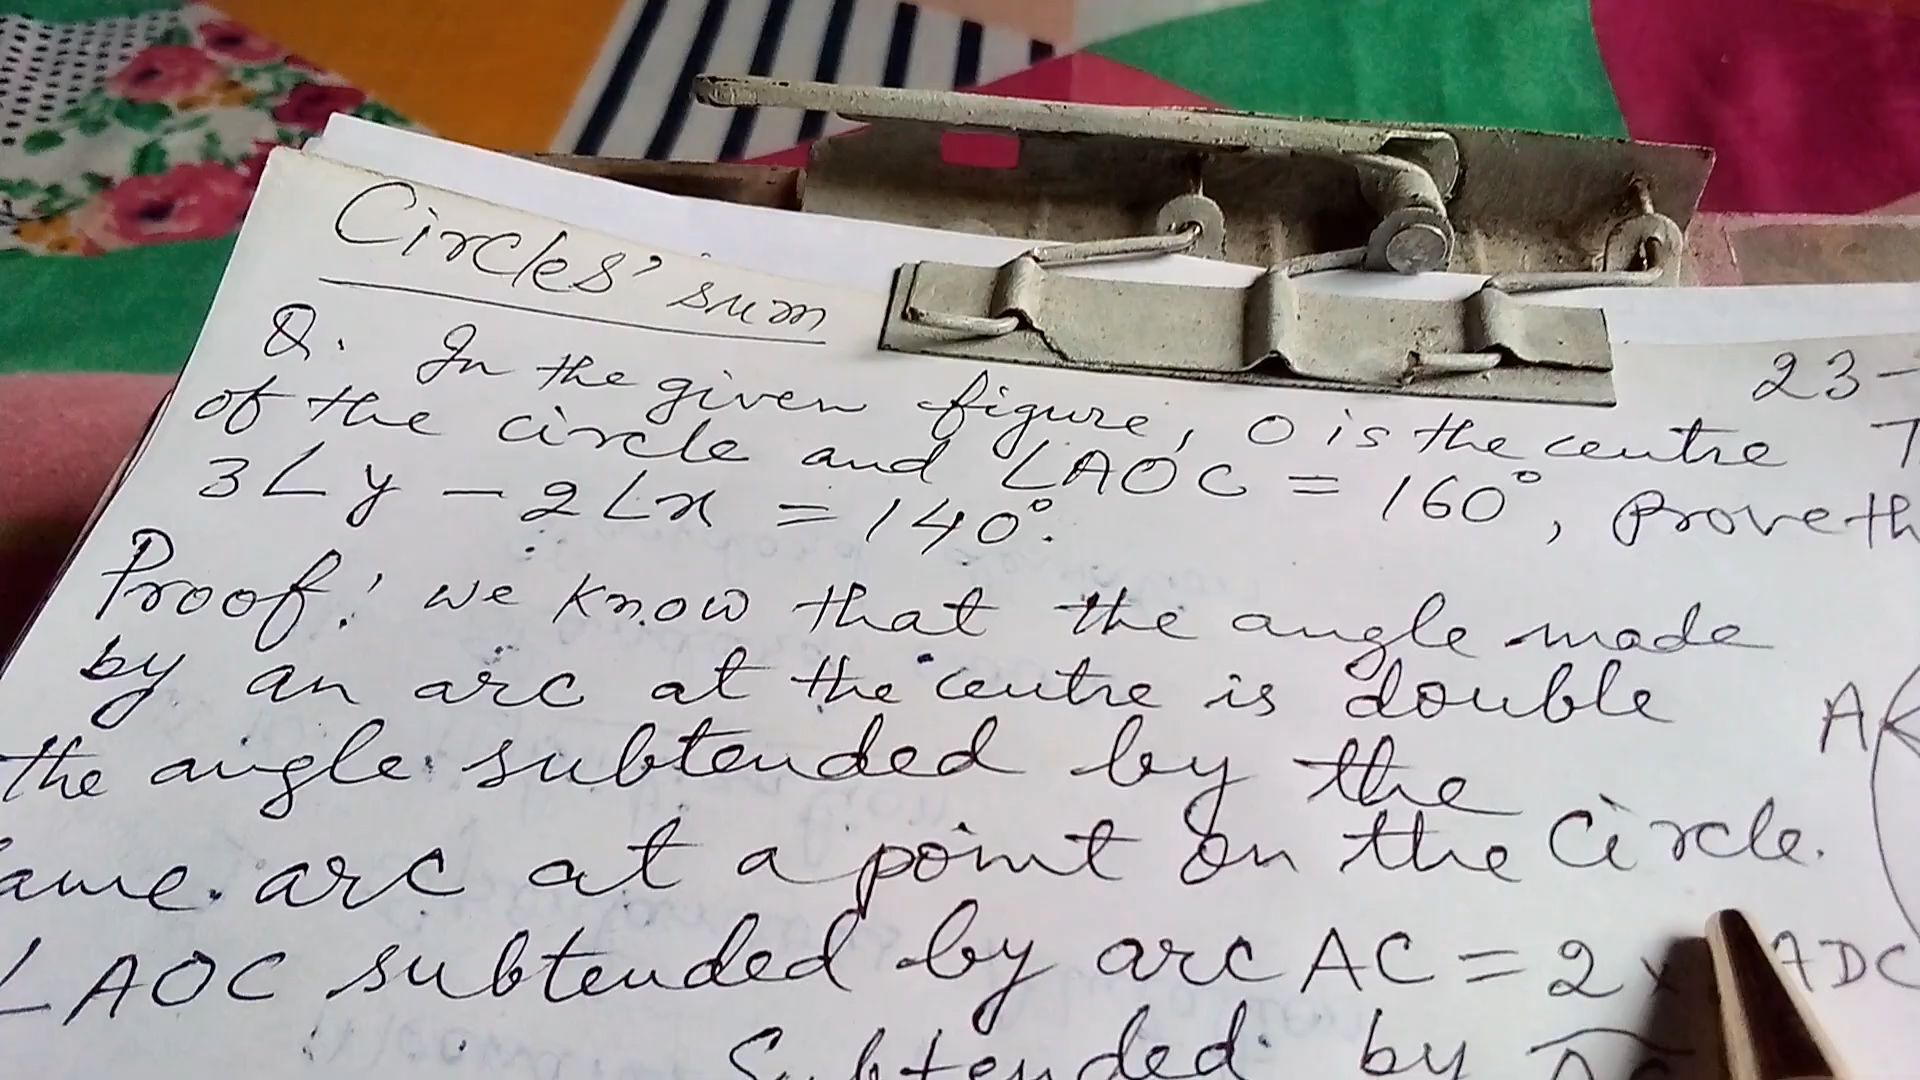 Circles' sum
23-
Q. In the given figure, O is the centre
of the circle and ∠AOC = 160°, Prove th
3∠y - 2∠x = 140°.
Proof: we know that the angle made
by an arc at the centre is double
the angle subtended by the
ame arc at a point on the circle.
∠AOC subtended by arc AC = 2 × ADC
Subtended by
A